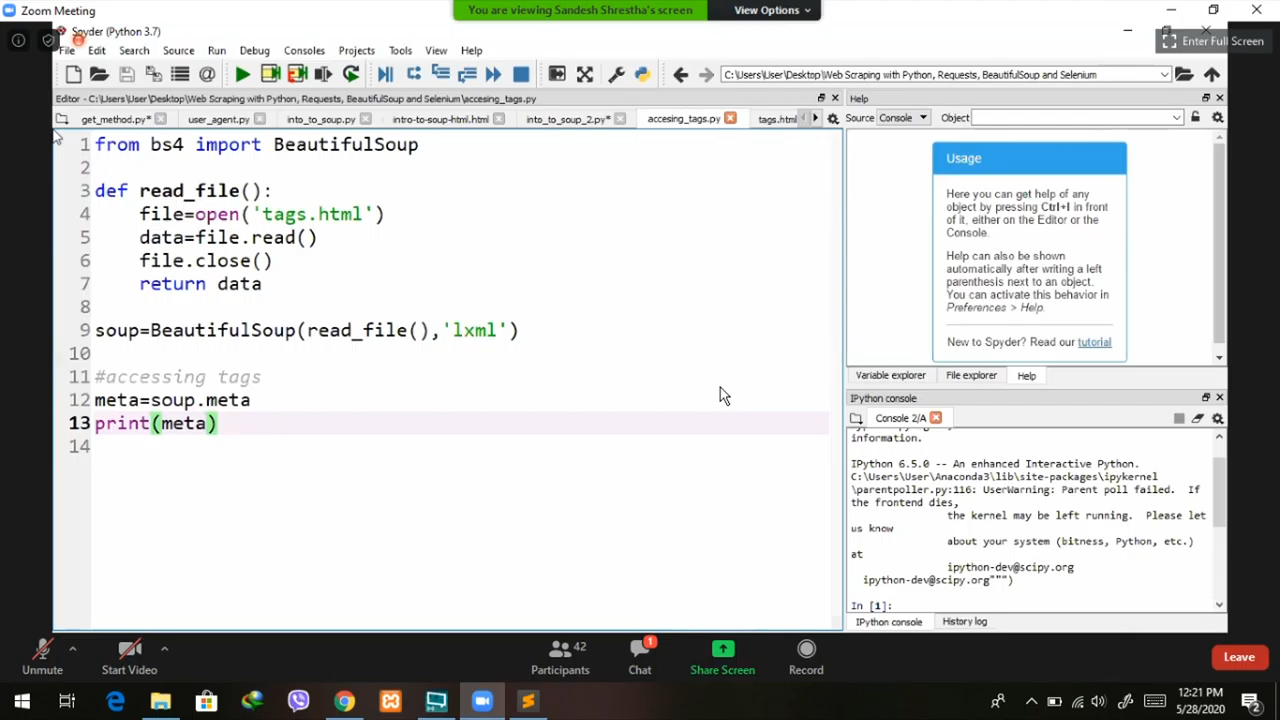 Zoom Meeting
You are viewing Sandesh Shrestha's screen
View Options
Spyder (Python 3.7)
Enter Full Screen
File Edit Search Source Run Debug Consoles Projects Tools View Help
C:\Users\User\Desktop\Web Scraping with Python, Requests, BeautifulSoup and Selenium
Editor - C:\Users\User\Desktop\Web Scraping with Python, Requests, BeautifulSoup and Selenium\accesing_tags.py
get_method.py* user_agent.py into_to_soup.py intro-to-soup-html.html into_to_soup_2.py* accesing_tags.py tags.html
1 from bs4 import BeautifulSoup
2
3 def read_file():
4 file=open('tags.html')
5 data=file.read()
6 file.close()
7 return data
8
9 soup=BeautifulSoup(read_file(),'lxml')
10
11 #accessing tags
12 meta=soup.meta
13 print(meta)
14
Help
Source Console Object
Usage
Here you can get help of any
object by pressing Ctrl+I in front
of it, either on the Editor or the
Console.
Help can also be shown
automatically after writing a left
parenthesis next to an object.
You can activate this behavior in
Preferences > Help.
New to Spyder? Read our tutorial
Variable explorer File explorer Help
IPython console
Console 2/A
information.
IPython 6.5.0 -- An enhanced Interactive Python.
C:\Users\User\Anaconda3\lib\site-packages\ipykernel
\parentpoller.py:116: UserWarning: Parent poll failed. If
the frontend dies,
the kernel may be left running. Please let
us know
about your system (bitness, Python, etc.)
at
ipython-dev@scipy.org
ipython-dev@scipy.org""")
In [1]:
IPython console History log
Unmute Start Video Participants 42 Chat 1 Share Screen Record Leave
12:21 PM
5/28/2020
2